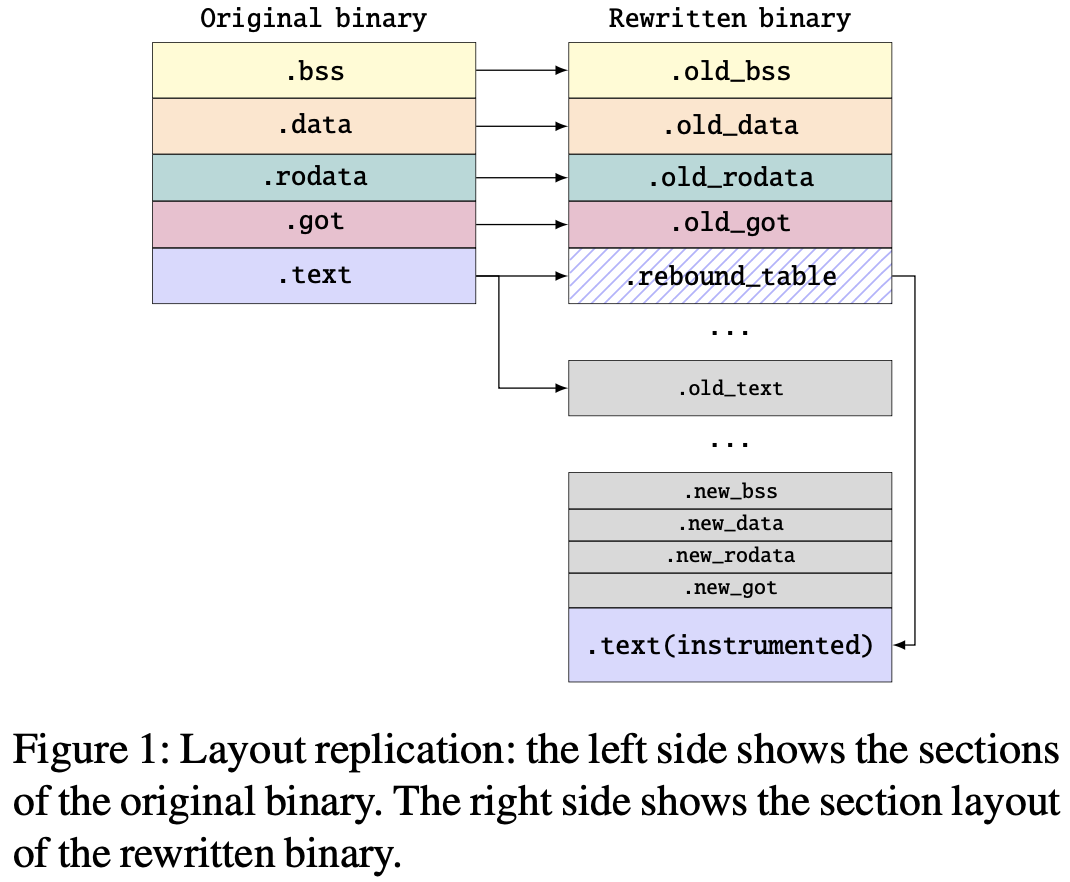 Original binary
Rewritten binary
.bss
.old_bss
.data
.old_data
.rodata
.old_rodata
.got
.old_got
.text
.rebound_table
...
.old_text
...
.new_bss
.new_data
.new_rodata
.new_got
.text(instrumented)
Figure 1: Layout replication: the left side shows the sections
of the original binary. The right side shows the section layout
of the rewritten binary.